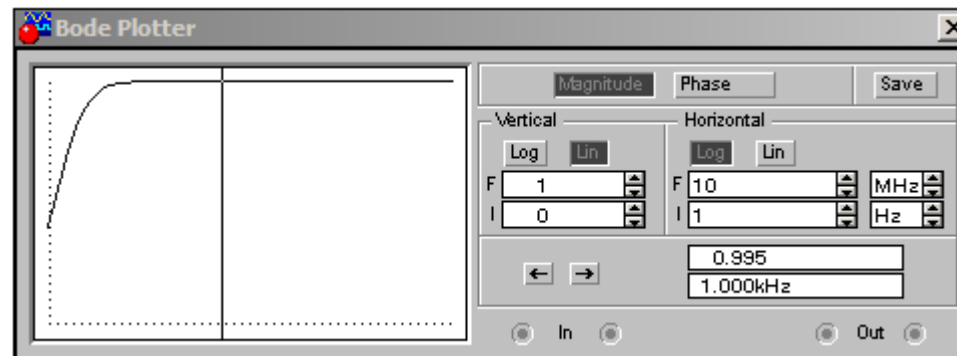 Bode Plotter
Magnitude Phase Save
Vertical Horizontal
Log Lin Log Lin
F 1 F 10 MHz
I 0 I 1 Hz
0.995
1.000kHz
In Out